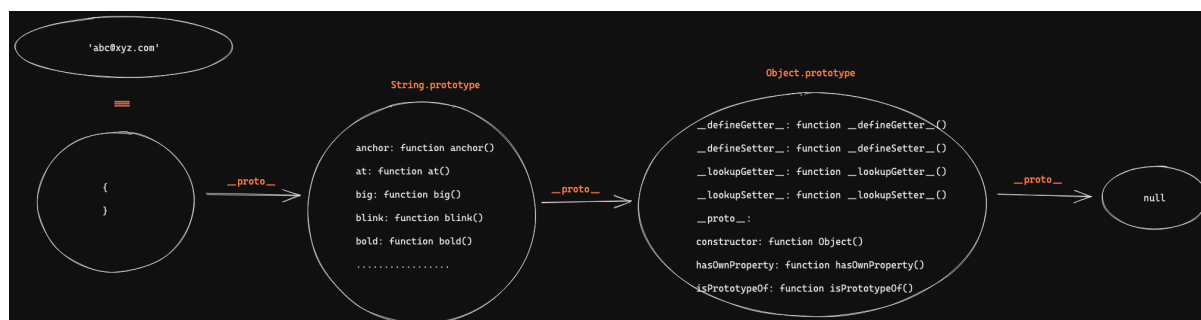 'abc@xyz.com'
{
}
__proto__
String.prototype
anchor: function anchor()
at: function at()
big: function big()
blink: function blink()
bold: function bold()
.................
__proto__
Object.prototype
__defineGetter__: function __defineGetter__()
__defineSetter__: function __defineSetter__()
__lookupGetter__: function __lookupGetter__()
__lookupSetter__: function __lookupSetter__()
__proto__:
constructor: function Object()
hasOwnProperty: function hasOwnProperty()
isPrototypeOf: function isPrototypeOf()
__proto__
null